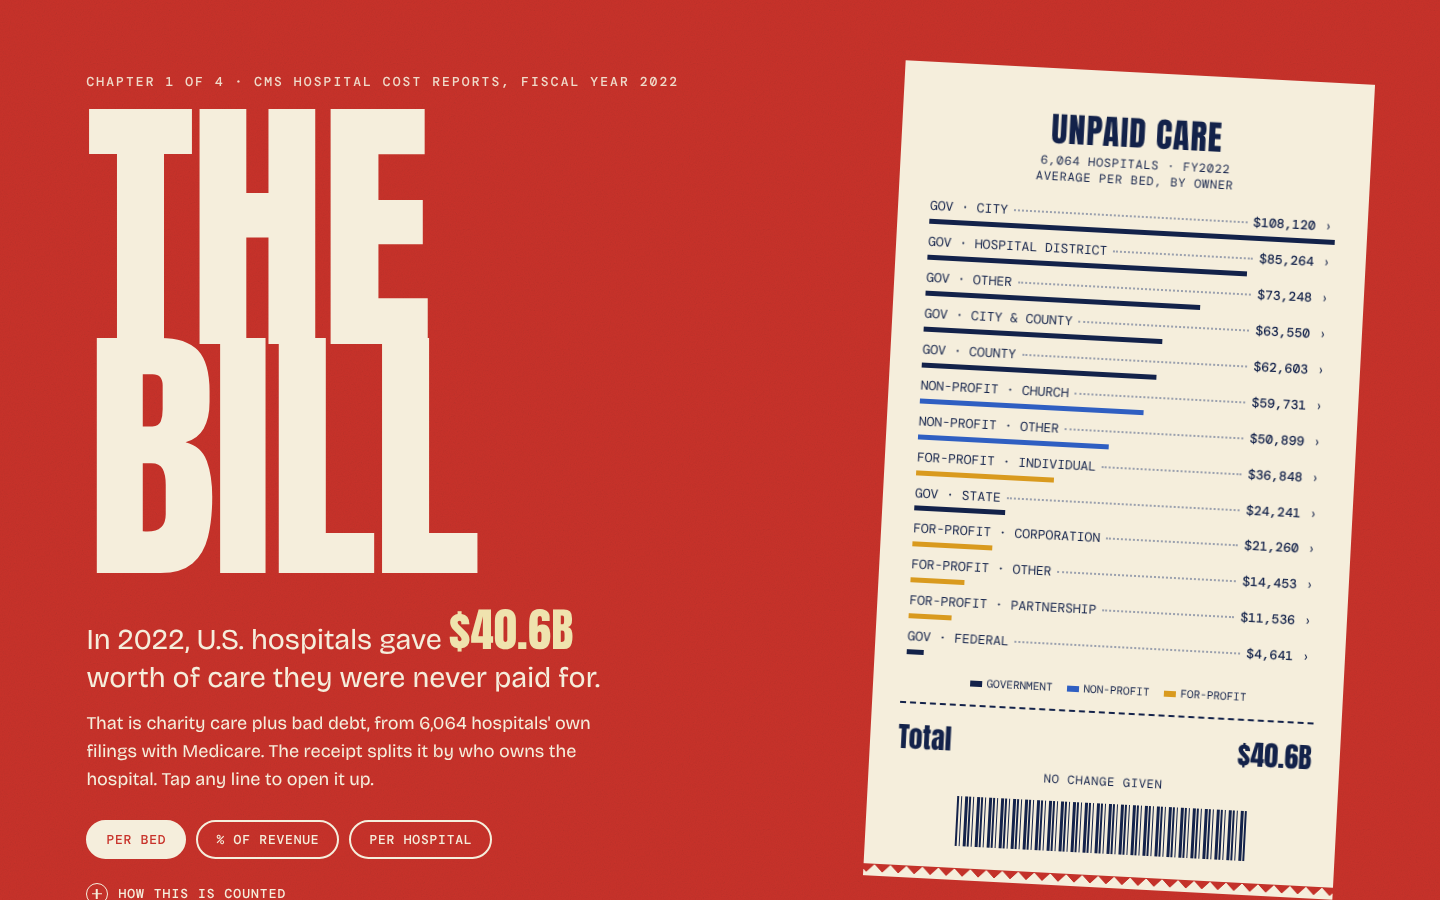 CHAPTER 1 OF 4 · CMS HOSPITAL COST REPORTS, FISCAL YEAR 2022
THE
BILL
In 2022, U.S. hospitals gave $40.6B
worth of care they were never paid for.
That is charity care plus bad debt, from 6,064 hospitals' own
filings with Medicare. The receipt splits it by who owns the
hospital. Tap any line to open it up.
PER BED
% OF REVENUE
PER HOSPITAL
HOW THIS IS COUNTED
UNPAID CARE
6,064 HOSPITALS · FY2022
AVERAGE PER BED, BY OWNER
GOV · CITY $108,120 ›
GOV · HOSPITAL DISTRICT $85,264 ›
GOV · OTHER $73,248 ›
GOV · CITY & COUNTY $63,550 ›
GOV · COUNTY $62,603 ›
NON-PROFIT · CHURCH $59,731 ›
NON-PROFIT · OTHER $50,899 ›
FOR-PROFIT · INDIVIDUAL $36,848 ›
GOV · STATE $24,241 ›
FOR-PROFIT · CORPORATION $21,260 ›
FOR-PROFIT · OTHER $14,453 ›
FOR-PROFIT · PARTNERSHIP $11,536 ›
GOV · FEDERAL $4,641 ›
GOVERNMENT NON-PROFIT FOR-PROFIT
Total $40.6B
NO CHANGE GIVEN